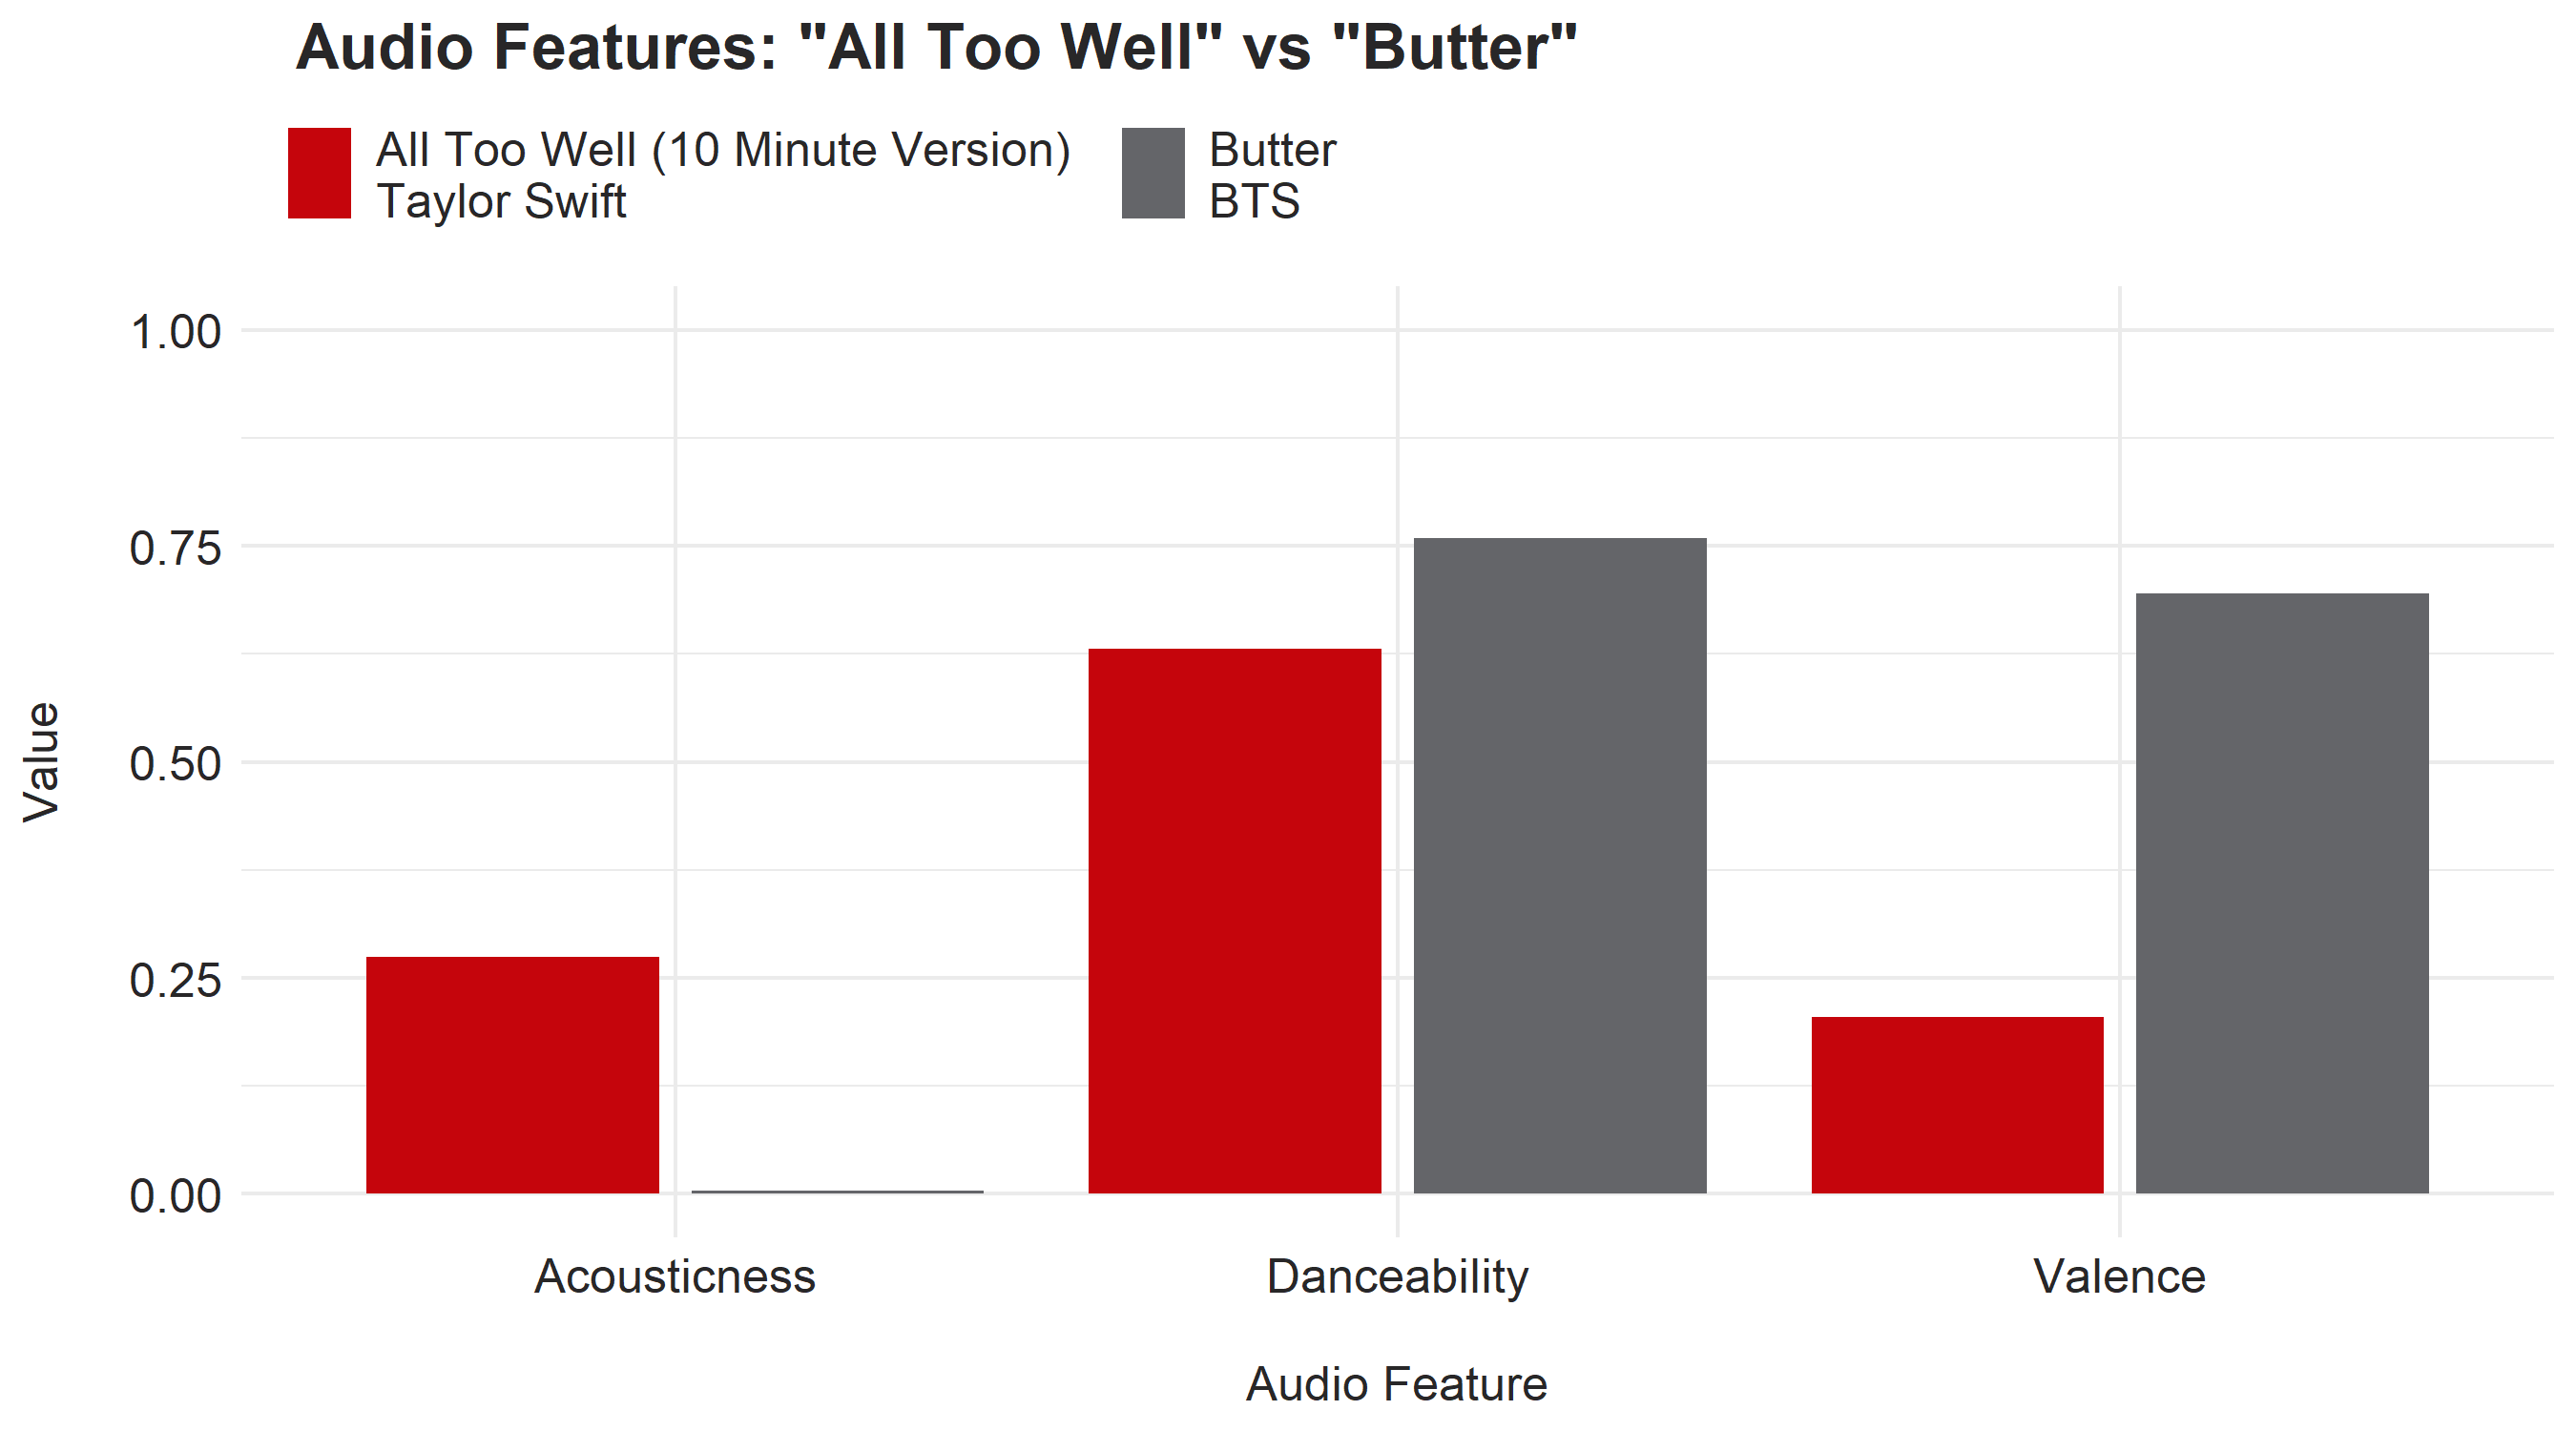 Audio Features: "All Too Well" vs "Butter"
All Too Well (10 Minute Version)
Taylor Swift
Butter
BTS
1.00
0.75
0.50
0.25
0.00
Value
Acousticness
Danceability
Valence
Audio Feature